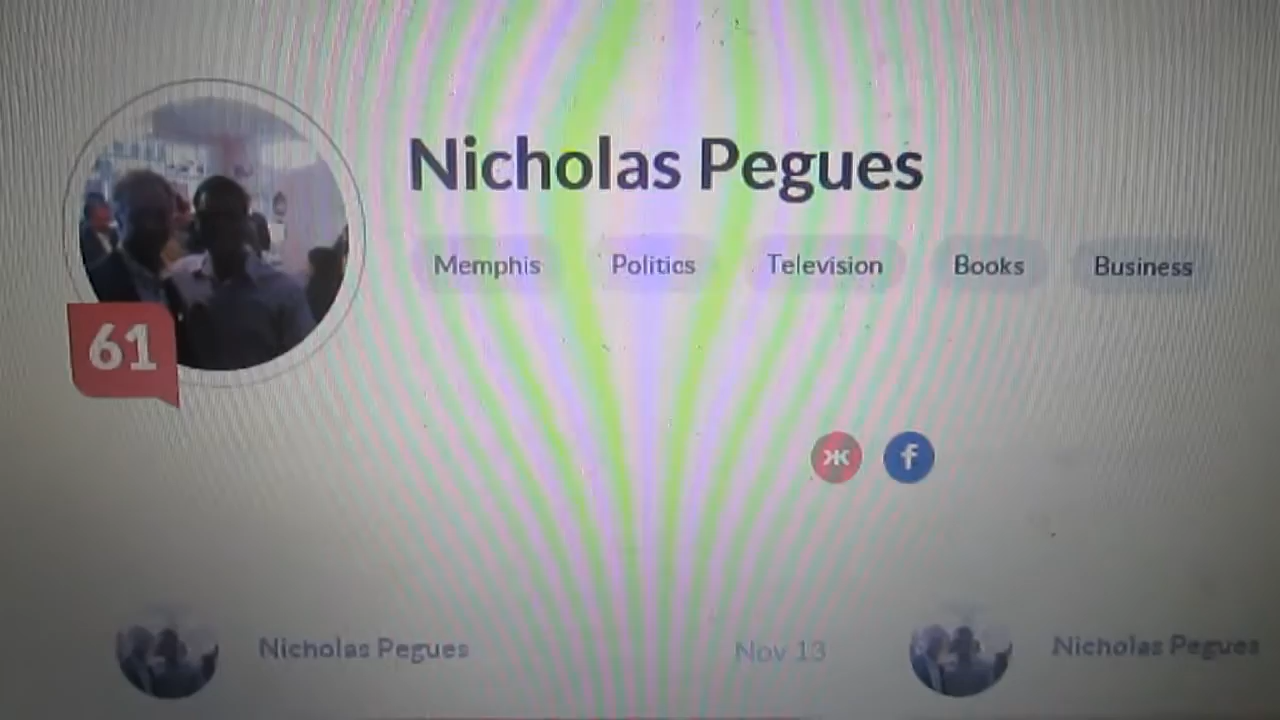 Nicholas Pegues
Memphis Politics Television Books Business
61
Nicholas Pegues Nov 13 Nicholas Pegues